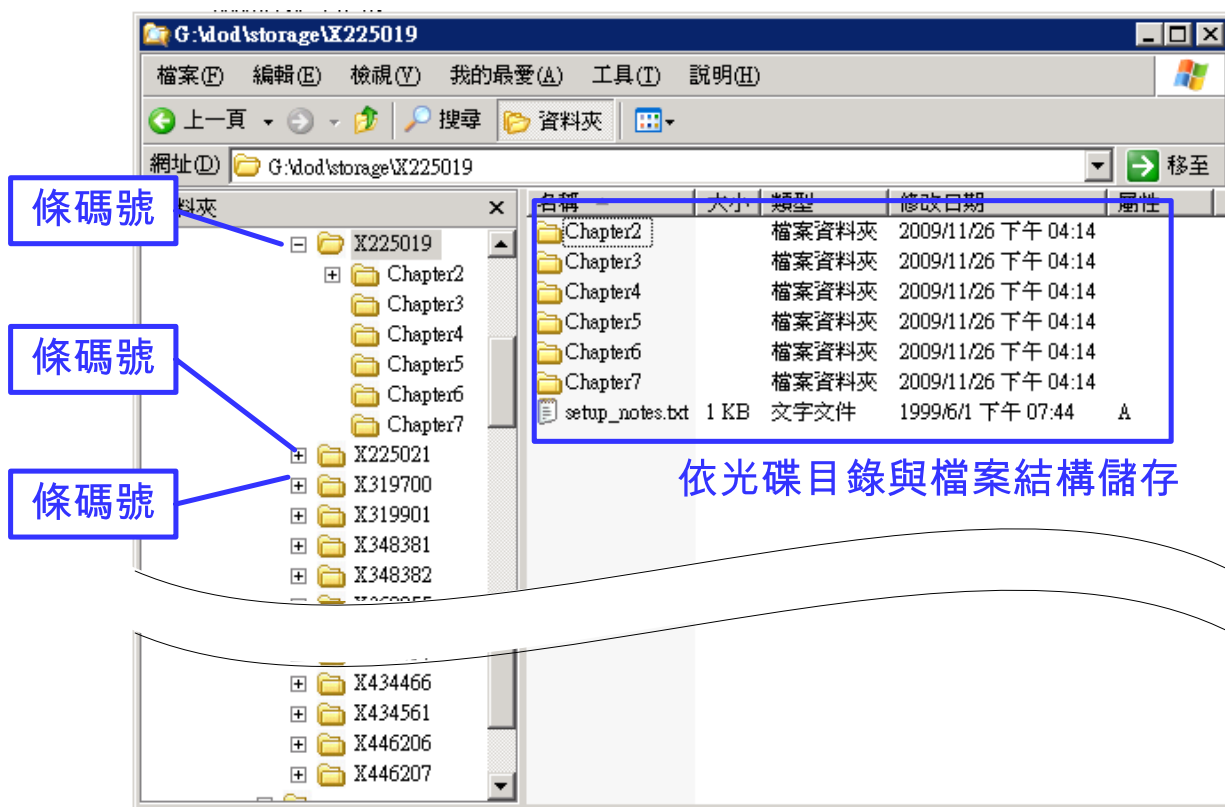 G:\dod\storage\X225019
檔案(F) 編輯(E) 檢視(V) 我的最愛(A) 工具(T) 說明(H)
上一頁 搜尋 資料夾
網址(D) G:\dod\storage\X225019 移至
料夾 ×
名稱 大小 類型 修改日期 屬性
條碼號
X225019
Chapter2
Chapter3
Chapter4
Chapter5
Chapter6
Chapter7
條碼號
X225021
X319700
條碼號
X319901
X348381
X348382
X434466
X434561
X446206
X446207
Chapter2 檔案資料夾 2009/11/26 下午 04:14
Chapter3 檔案資料夾 2009/11/26 下午 04:14
Chapter4 檔案資料夾 2009/11/26 下午 04:14
Chapter5 檔案資料夾 2009/11/26 下午 04:14
Chapter6 檔案資料夾 2009/11/26 下午 04:14
Chapter7 檔案資料夾 2009/11/26 下午 04:14
setup_notes.txt 1 KB 文字文件 1999/6/1 下午 07:44 A
依光碟目錄與檔案結構儲存